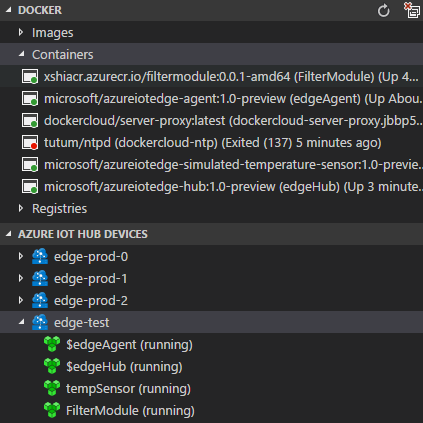 DOCKER
Images
Containers
xshiacr.azurecr.io/filtermodule:0.0.1-amd64 (FilterModule) (Up 4...
microsoft/azureiotedge-agent:1.0-preview (edgeAgent) (Up Abou...
dockercloud/server-proxy:latest (dockercloud-server-proxy.jbbp5...
tutum/ntpd (dockercloud-ntp) (Exited (137) 5 minutes ago)
microsoft/azureiotedge-simulated-temperature-sensor:1.0-previe...
microsoft/azureiotedge-hub:1.0-preview (edgeHub) (Up 3 minute...
Registries
AZURE IOT HUB DEVICES
edge-prod-0
edge-prod-1
edge-prod-2
edge-test
$edgeAgent (running)
$edgeHub (running)
tempSensor (running)
FilterModule (running)